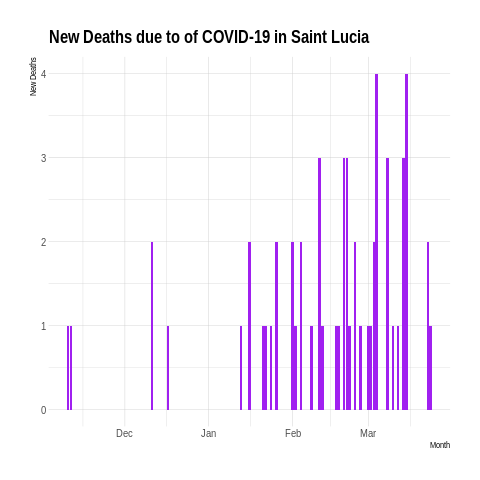 New Deaths due to of COVID-19 in Saint Lucia
New Deaths
4
3
2
1
0
Dec Jan Feb Mar
Month